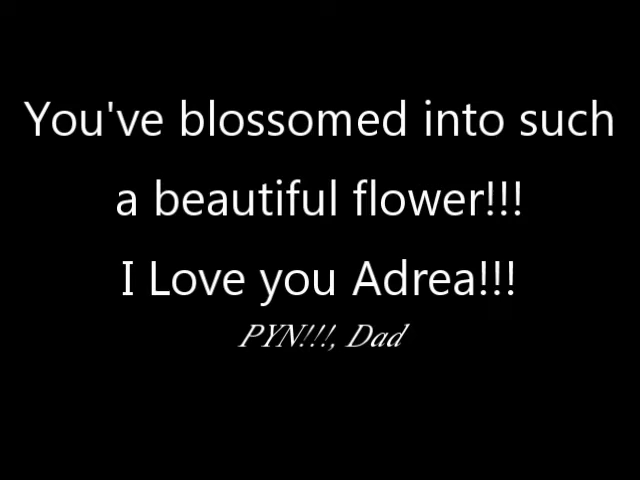 You've blossomed into such
a beautiful flower!!!
I Love you Adrea!!!
PYN!!!, Dad